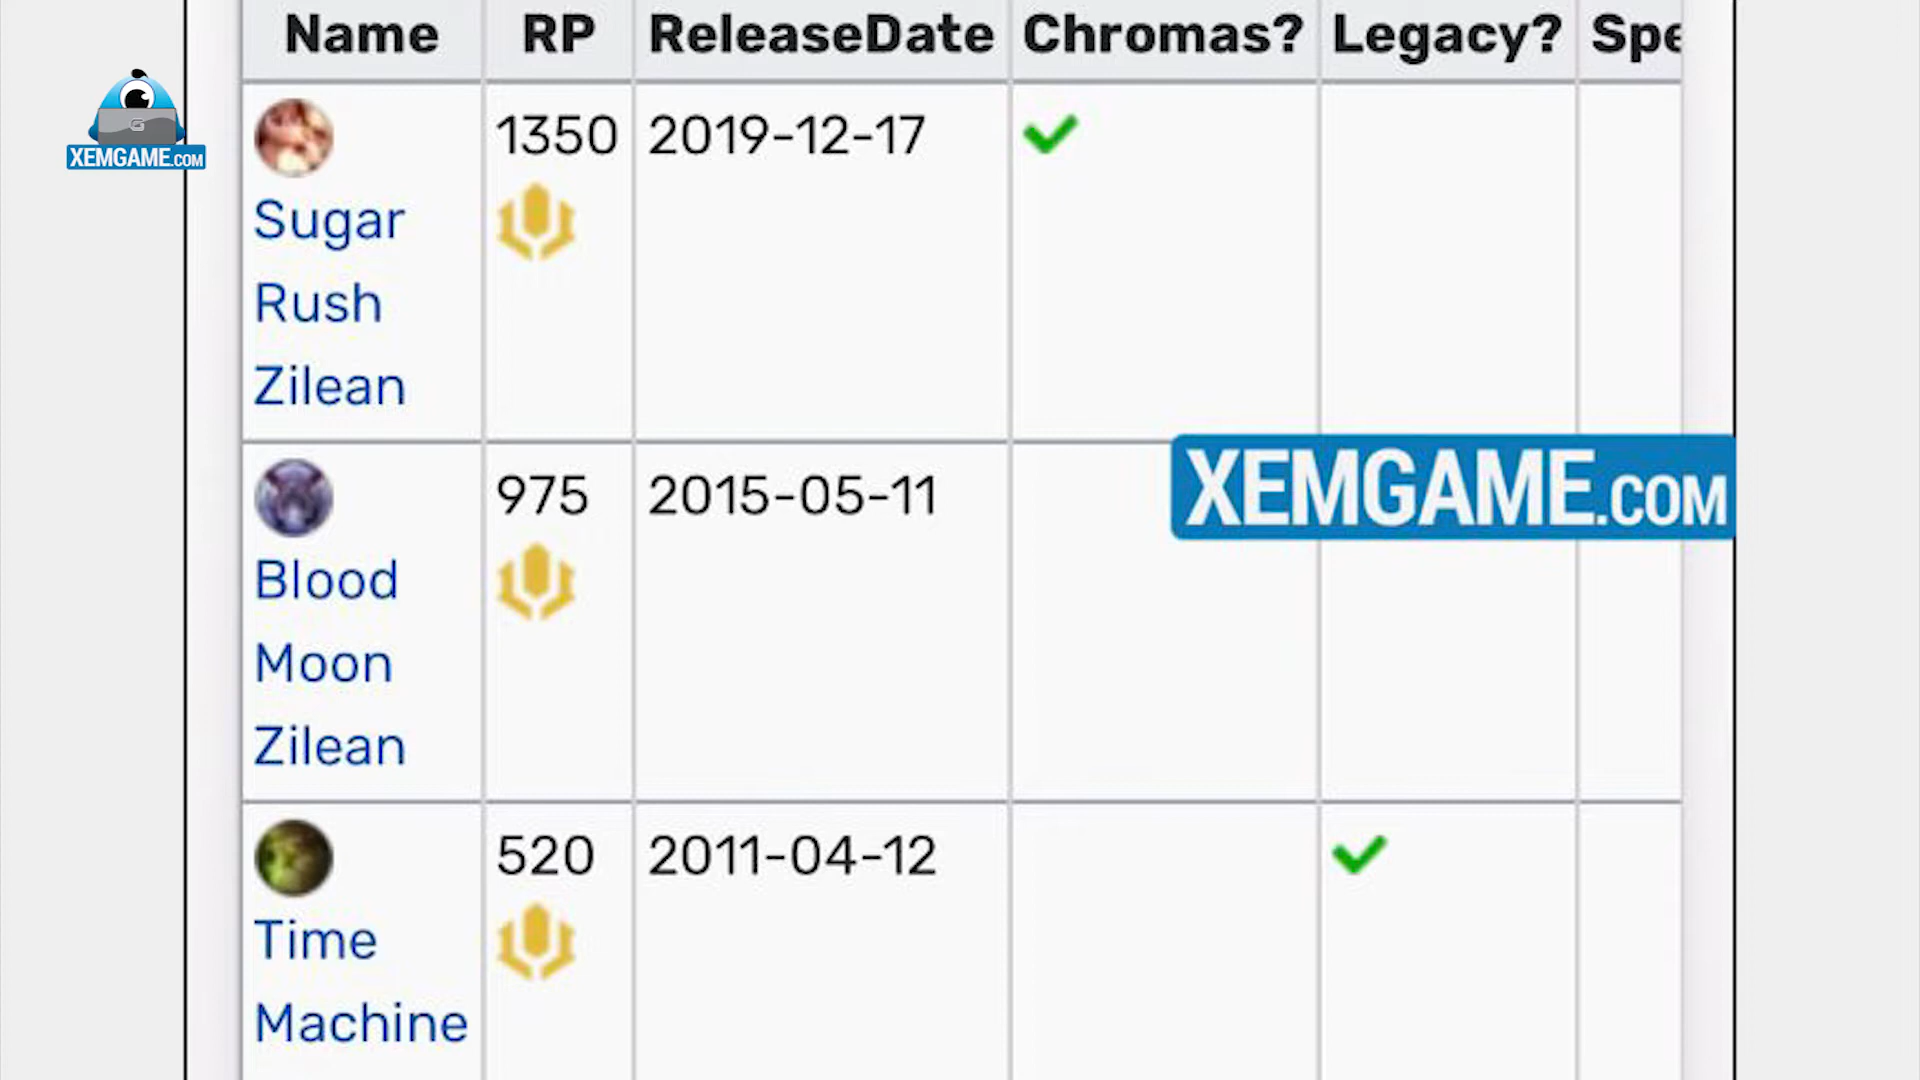 Name RP ReleaseDate Chromas? Legacy? Spe
XEMGAME.COM
1350 2019-12-17
Sugar
Rush
Zilean
975 2015-05-11
XEMGAME.COM
Blood
Moon
Zilean
520 2011-04-12
Time
Machine